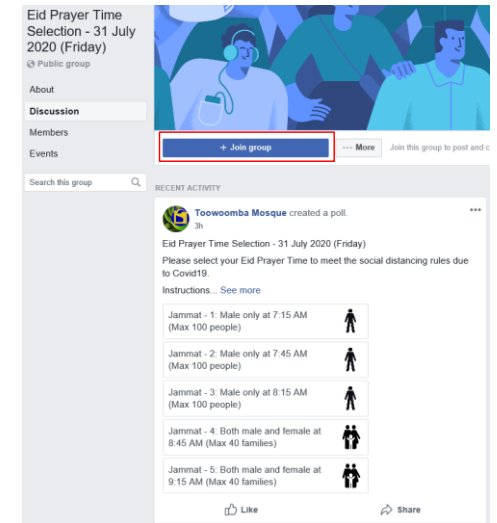 Eid Prayer Time
Selection - 31 July
2020 (Friday)
Public group
About
Discussion
Members
Events
Search this group
+ Join group
••• More
Join this group to post and c
RECENT ACTIVITY
Toowoomba Mosque created a poll.
3h
Eid Prayer Time Selection - 31 July 2020 (Friday)
Please select your Eid Prayer Time to meet the social distancing rules due
to Covid19.
Instructions... See more
Jammat - 1: Male only at 7:15 AM
(Max 100 people)
Jammat - 2: Male only at 7:45 AM
(Max 100 people)
Jammat - 3: Male only at 8:15 AM
(Max 100 people)
Jammat - 4: Both male and female at
8:45 AM (Max 40 families)
Jammat - 5: Both male and female at
9:15 AM (Max 40 families)
Like
Share